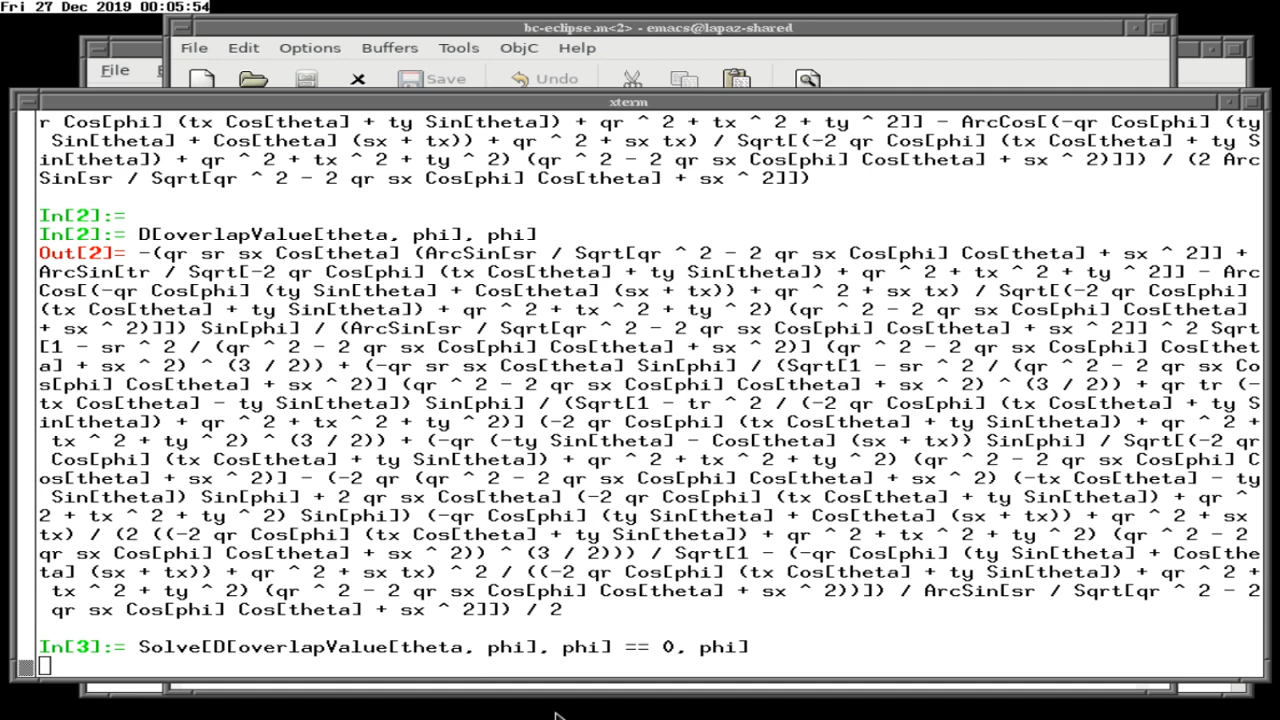 Fri 27 Dec 2019 00:05:54
bc-eclipse.m<2> - emacs@lapaz-shared
File Edit Options Buffers Tools ObjC Help
File
Save Undo
xterm
r Cos[phi] (tx Cos[theta] + ty Sin[theta]) + qr ^ 2 + tx ^ 2 + ty ^ 2]] - ArcCos[(-qr Cos[phi] (ty
Sin[theta] + Cos[theta] (sx + tx)) + qr ^ 2 + sx tx) / Sqrt[(-2 qr Cos[phi] (tx Cos[theta] + ty S
in[theta]) + qr ^ 2 + tx ^ 2 + ty ^ 2) (qr ^ 2 - 2 qr sx Cos[phi] Cos[theta] + sx ^ 2)]]) / (2 Arc
Sin[sr / Sqrt[qr ^ 2 - 2 qr sx Cos[phi] Cos[theta] + sx ^ 2]])
In[2]:=
In[2]:= D[overlapValue[theta, phi], phi]
Out[2]= -(qr sr sx Cos[theta] (ArcSin[sr / Sqrt[qr ^ 2 - 2 qr sx Cos[phi] Cos[theta] + sx ^ 2]] +
ArcSin[tr / Sqrt[-2 qr Cos[phi] (tx Cos[theta] + ty Sin[theta]) + qr ^ 2 + tx ^ 2 + ty ^ 2]] - Arc
Cos[(-qr Cos[phi] (ty Sin[theta] + Cos[theta] (sx + tx)) + qr ^ 2 + sx tx) / Sqrt[(-2 qr Cos[phi]
(tx Cos[theta] + ty Sin[theta]) + qr ^ 2 + tx ^ 2 + ty ^ 2) (qr ^ 2 - 2 qr sx Cos[phi] Cos[theta]
+ sx ^ 2)]]) Sin[phi] / (ArcSin[sr / Sqrt[qr ^ 2 - 2 qr sx Cos[phi] Cos[theta] + sx ^ 2]] ^ 2 Sqrt
[1 - sr ^ 2 / (qr ^ 2 - 2 qr sx Cos[phi] Cos[theta] + sx ^ 2)] (qr ^ 2 - 2 qr sx Cos[phi] Cos[thet
a] + sx ^ 2) ^ (3 / 2)) + (-qr sr sx Cos[theta] Sin[phi] / (Sqrt[1 - sr ^ 2 / (qr ^ 2 - 2 qr sx Co
s[phi] Cos[theta] + sx ^ 2)] (qr ^ 2 - 2 qr sx Cos[phi] Cos[theta] + sx ^ 2) ^ (3 / 2)) + qr tr (-
tx Cos[theta] - ty Sin[theta]) Sin[phi] / (Sqrt[1 - tr ^ 2 / (-2 qr Cos[phi] (tx Cos[theta] + ty S
in[theta]) + qr ^ 2 + tx ^ 2 + ty ^ 2)] (-2 qr Cos[phi] (tx Cos[theta] + ty Sin[theta]) + qr ^ 2 +
tx ^ 2 + ty ^ 2) ^ (3 / 2)) + (-qr (-ty Sin[theta] - Cos[theta] (sx + tx)) Sin[phi] / Sqrt[(-2 qr
Cos[phi] (tx Cos[theta] + ty Sin[theta]) + qr ^ 2 + tx ^ 2 + ty ^ 2) (qr ^ 2 - 2 qr sx Cos[phi] C
os[theta] + sx ^ 2)] - (-2 qr (qr ^ 2 - 2 qr sx Cos[phi] Cos[theta] + sx ^ 2) (-tx Cos[theta] - ty
Sin[theta]) Sin[phi] + 2 qr sx Cos[theta] (-2 qr Cos[phi] (tx Cos[theta] + ty Sin[theta]) + qr ^
2 + tx ^ 2 + ty ^ 2) Sin[phi]) (-qr Cos[phi] (ty Sin[theta] + Cos[theta] (sx + tx)) + qr ^ 2 + sx
tx) / (2 ((-2 qr Cos[phi] (tx Cos[theta] + ty Sin[theta]) + qr ^ 2 + tx ^ 2 + ty ^ 2) (qr ^ 2 - 2
qr sx Cos[phi] Cos[theta] + sx ^ 2)) ^ (3 / 2))) / Sqrt[1 - (-qr Cos[phi] (ty Sin[theta] + Cos[the
ta] (sx + tx)) + qr ^ 2 + sx tx) ^ 2 / ((-2 qr Cos[phi] (tx Cos[theta] + ty Sin[theta]) + qr ^ 2 +
tx ^ 2 + ty ^ 2) (qr ^ 2 - 2 qr sx Cos[phi] Cos[theta] + sx ^ 2))]) / ArcSin[sr / Sqrt[qr ^ 2 - 2
qr sx Cos[phi] Cos[theta] + sx ^ 2]]) / 2
In[3]:= Solve[D[overlapValue[theta, phi], phi] == 0, phi]